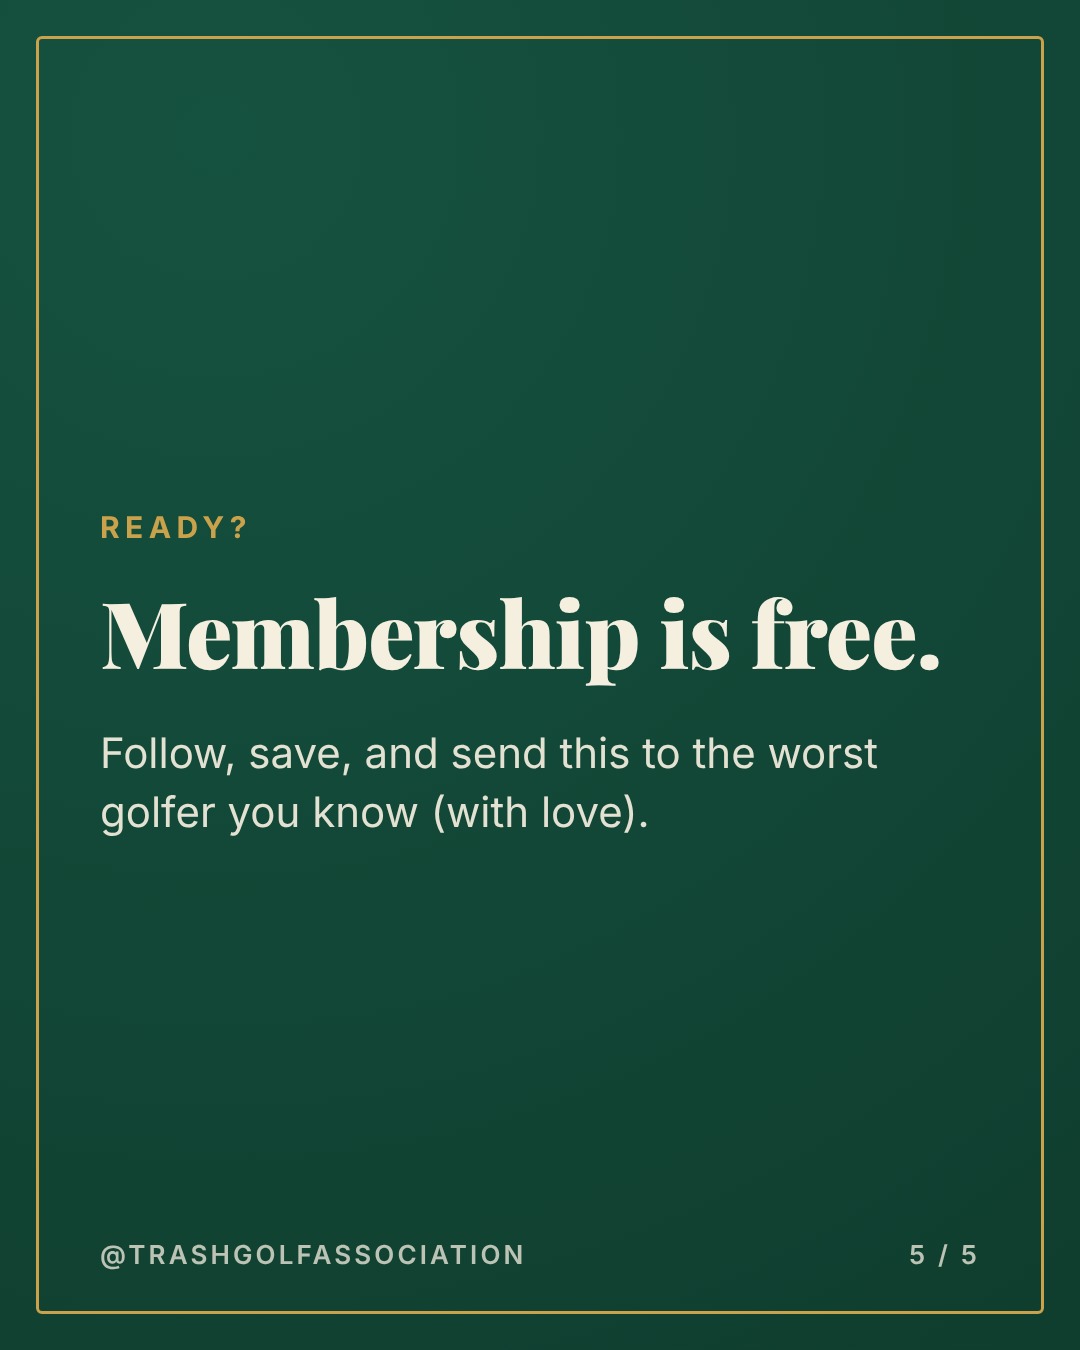 READY?
Membership is free.
Follow, save, and send this to the worst
golfer you know (with love).
@TRASHGOLFASSOCIATION
5 / 5